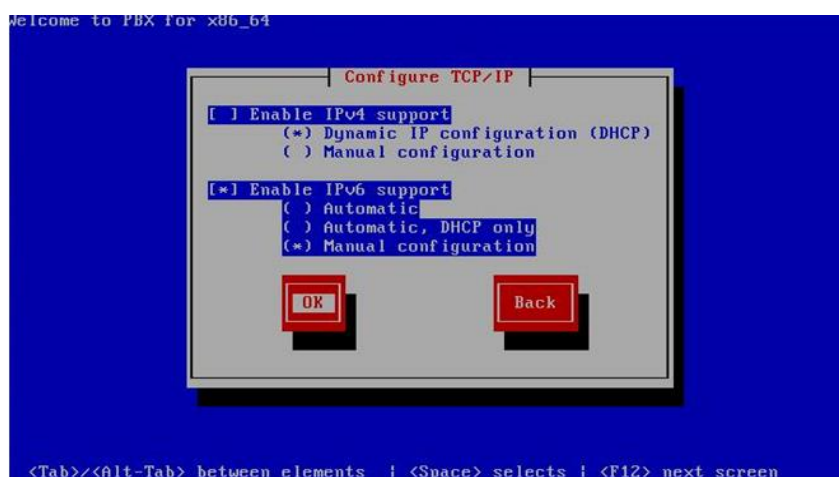 Welcome to PBX for x86_64
Configure TCP/IP
[ ] Enable IPv4 support
(*) Dynamic IP configuration (DHCP)
( ) Manual configuration
[*] Enable IPv6 support
( ) Automatic
( ) Automatic, DHCP only
(*) Manual configuration
OK Back
<Tab>/<Alt-Tab> between elements | <Space> selects | <F12> next screen